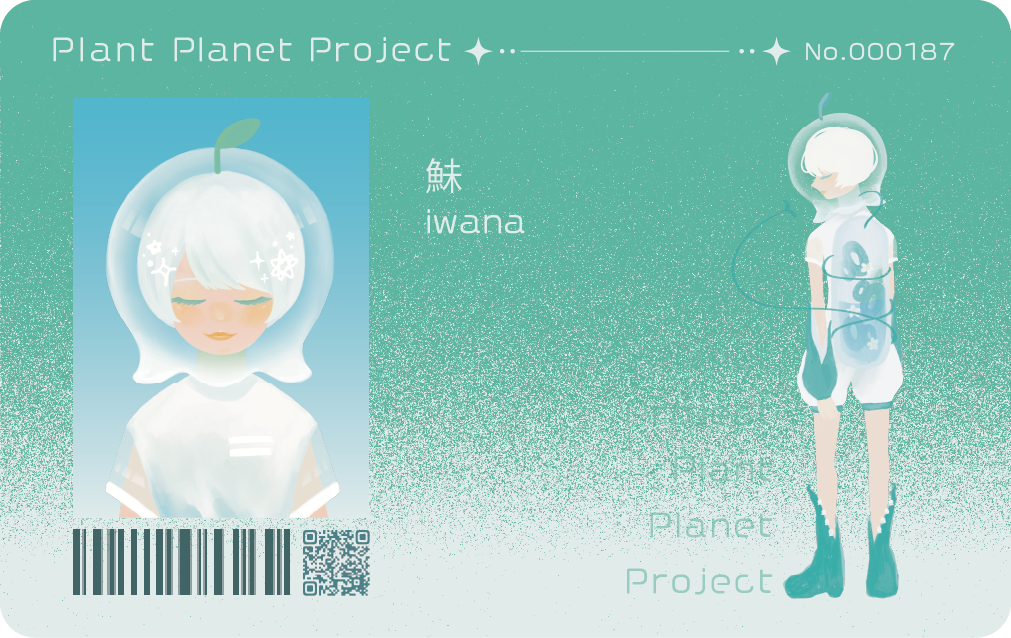 Plant Planet Project
No.000187
鮇
iwana
Plant
Planet
Project